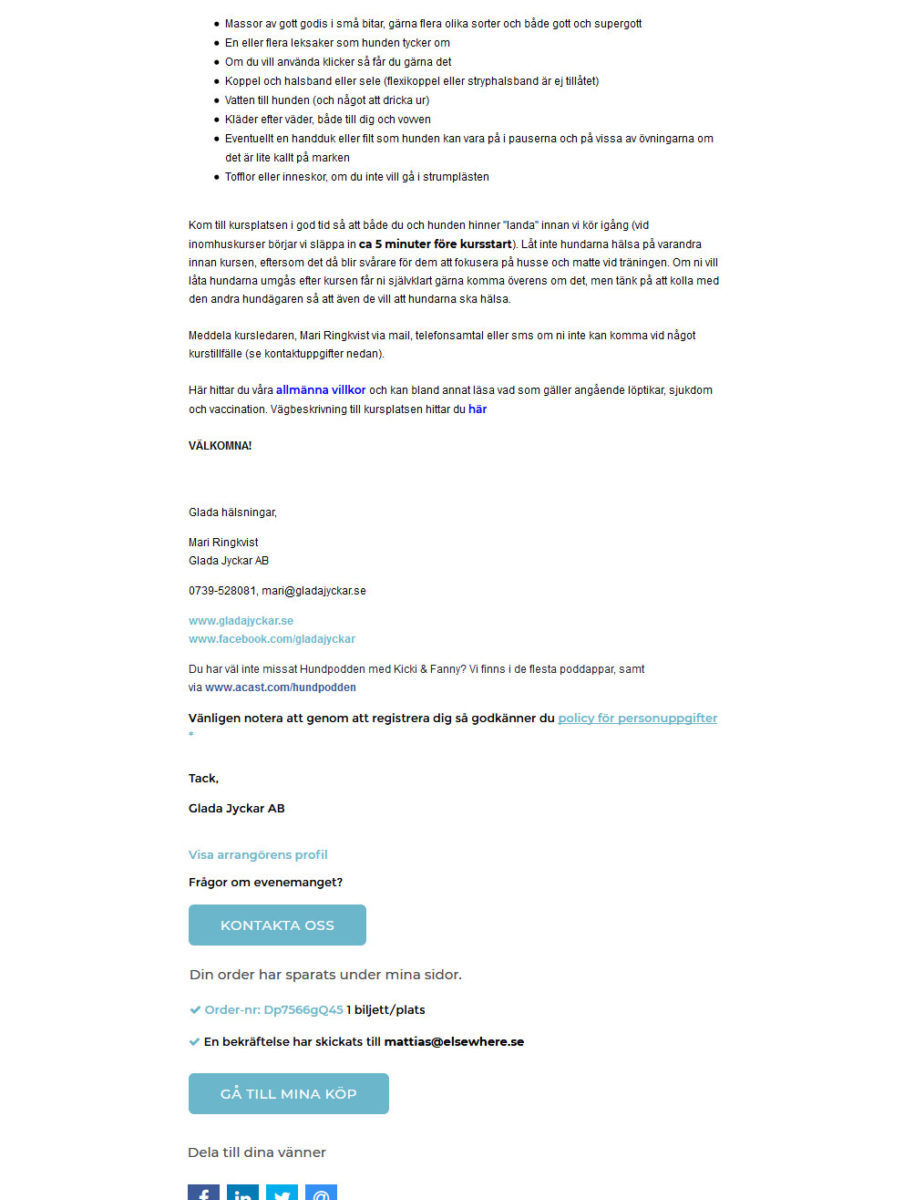 ● Massor av gott godis i små bitar, gärna flera olika sorter och både gott och supergott
● En eller flera leksaker som hunden tycker om
● Om du vill använda klicker så får du gärna det
● Koppel och halsband eller sele (flexikoppel eller stryphalsband är ej tillåtet)
● Vatten till hunden (och något att dricka ur)
● Kläder efter väder, både till dig och vovven
● Eventuellt en handduk eller filt som hunden kan vara på i pauserna och på vissa av övningarna om
det är lite kallt på marken
● Tofflor eller inneskor, om du inte vill gå i strumplästen
Kom till kursplatsen i god tid så att både du och hunden hinner "landa" innan vi kör igång (vid
inomhuskurser börjar vi släppa in ca 5 minuter före kursstart). Låt inte hundarna hälsa på varandra
innan kursen, eftersom det då blir svårare för dem att fokusera på husse och matte vid träningen. Om ni vill
låta hundarna umgås efter kursen får ni självklart gärna komma överens om det, men tänk på att kolla med
den andra hundägaren så att även de vill att hundarna ska hälsa.
Meddela kursledaren, Mari Ringkvist via mail, telefonsamtal eller sms om ni inte kan komma vid något
kurstillfälle (se kontaktuppgifter nedan).
Här hittar du våra allmänna villkor och kan bland annat läsa vad som gäller angående löptikar, sjukdom
och vaccination. Vägbeskrivning till kursplatsen hittar du här
VÄLKOMNA!
Glada hälsningar,
Mari Ringkvist
Glada Jyckar AB
0739-528081, mari@gladajyckar.se
www.gladajyckar.se
www.facebook.com/gladajyckar
Du har väl inte missat Hundpodden med Kicki & Fanny? Vi finns i de flesta poddappar, samt
via www.acast.com/hundpodden
Vänligen notera att genom att registrera dig så godkänner du policy för personuppgifter
*
Tack,
Glada Jyckar AB
Visa arrangörens profil
Frågor om evenemanget?
KONTAKTA OSS
Din order har sparats under mina sidor.
✔ Order-nr: Dp7566gQ45 1 biljett/plats
✔ En bekräftelse har skickats till mattias@elsewhere.se
GÅ TILL MINA KÖP
Dela till dina vänner